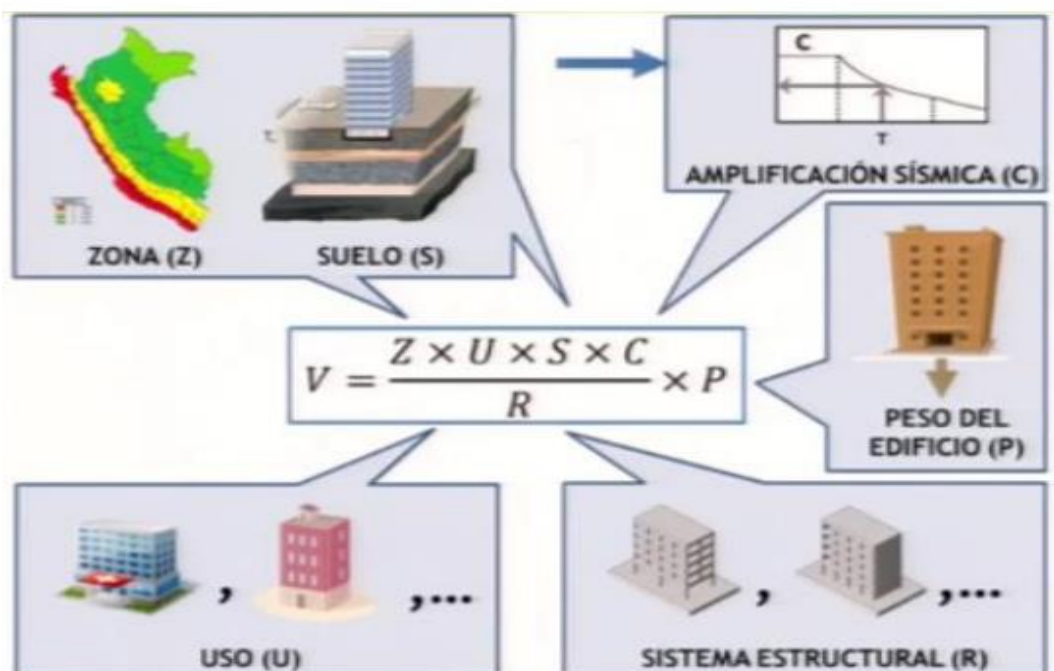 C
T
AMPLIFICACIÓN SÍSMICA (C)
ZONA (Z)
SUELO (S)
V = Z × U × S × C / R × P
PESO DEL
EDIFICIO (P)
, ,...
, ,...
USO (U)
SISTEMA ESTRUCTURAL (R)